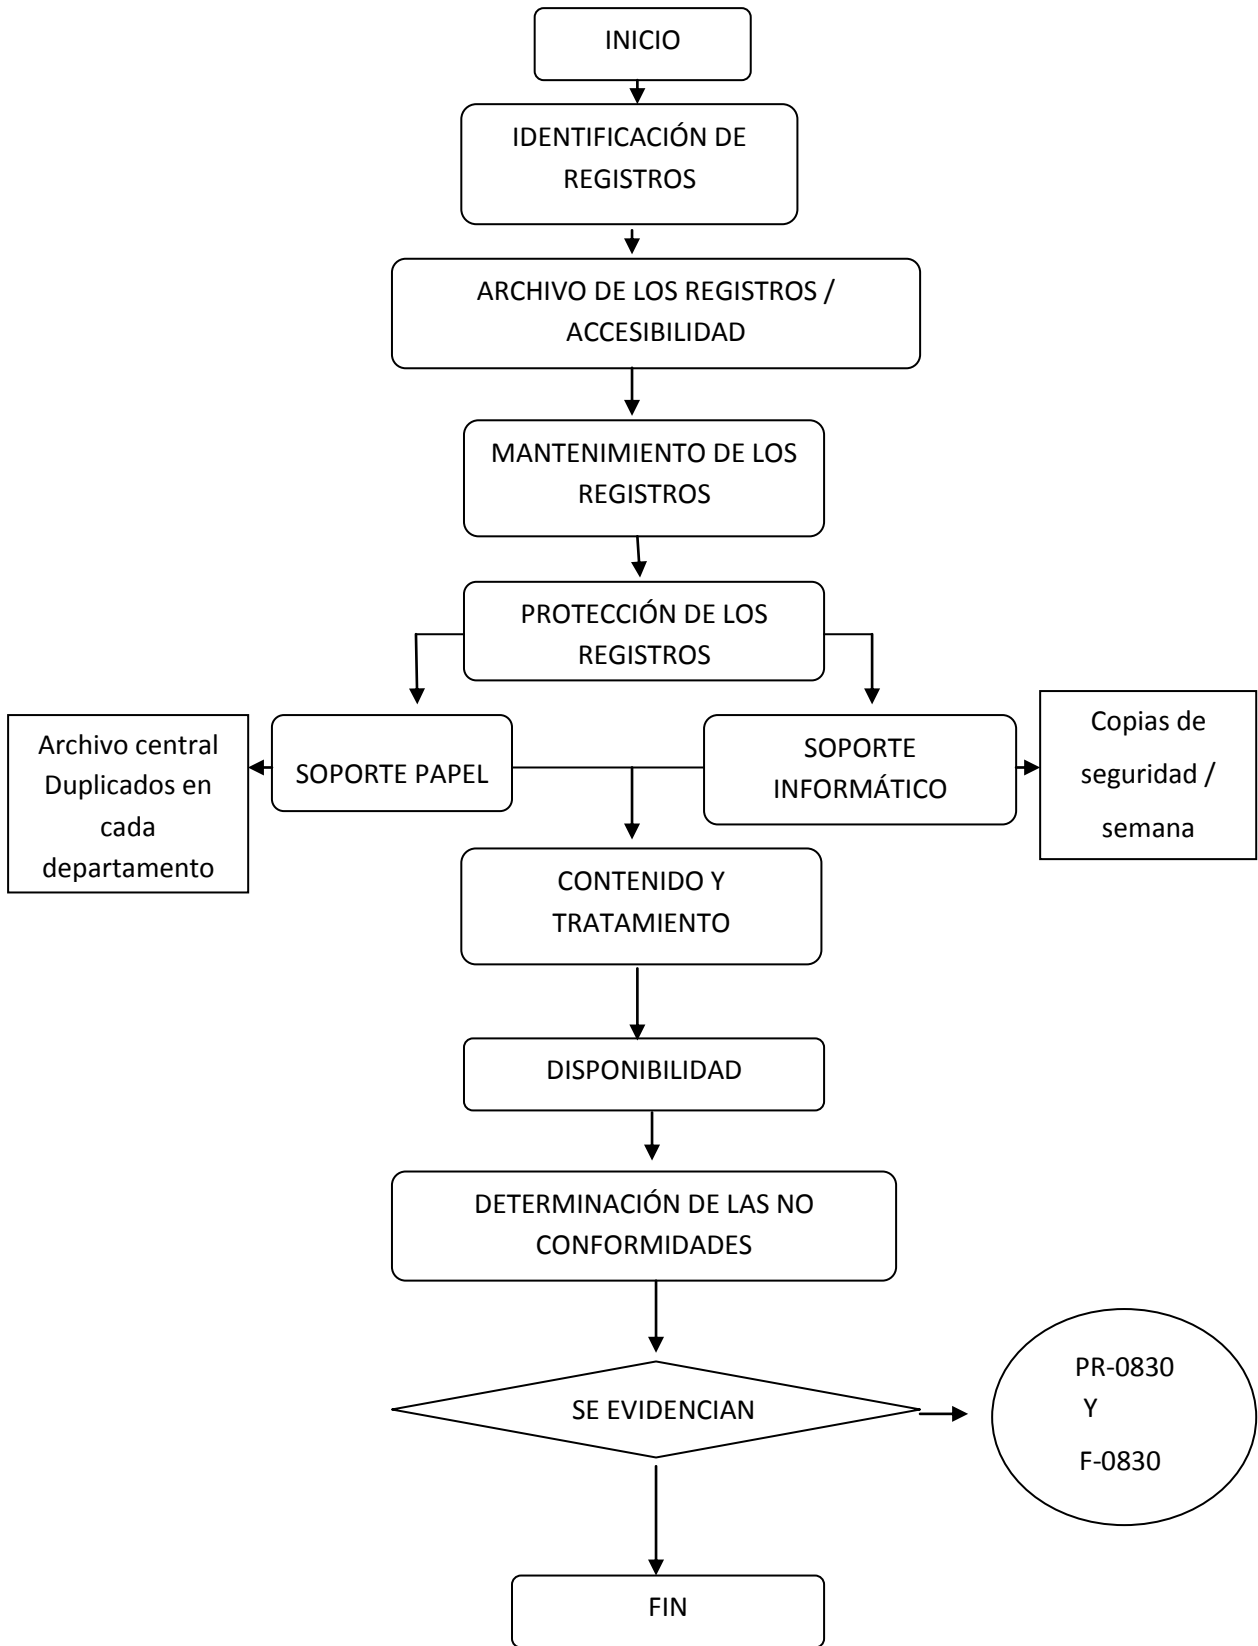 INICIO
IDENTIFICACIÓN DE
REGISTROS
ARCHIVO DE LOS REGISTROS /
ACCESIBILIDAD
MANTENIMIENTO DE LOS
REGISTROS
PROTECCIÓN DE LOS
REGISTROS
Archivo central
Duplicados en
cada
departamento
SOPORTE PAPEL
SOPORTE
INFORMÁTICO
Copias de
seguridad /
semana
CONTENIDO Y
TRATAMIENTO
DISPONIBILIDAD
DETERMINACIÓN DE LAS NO
CONFORMIDADES
SE EVIDENCIAN
PR-0830
Y
F-0830
FIN